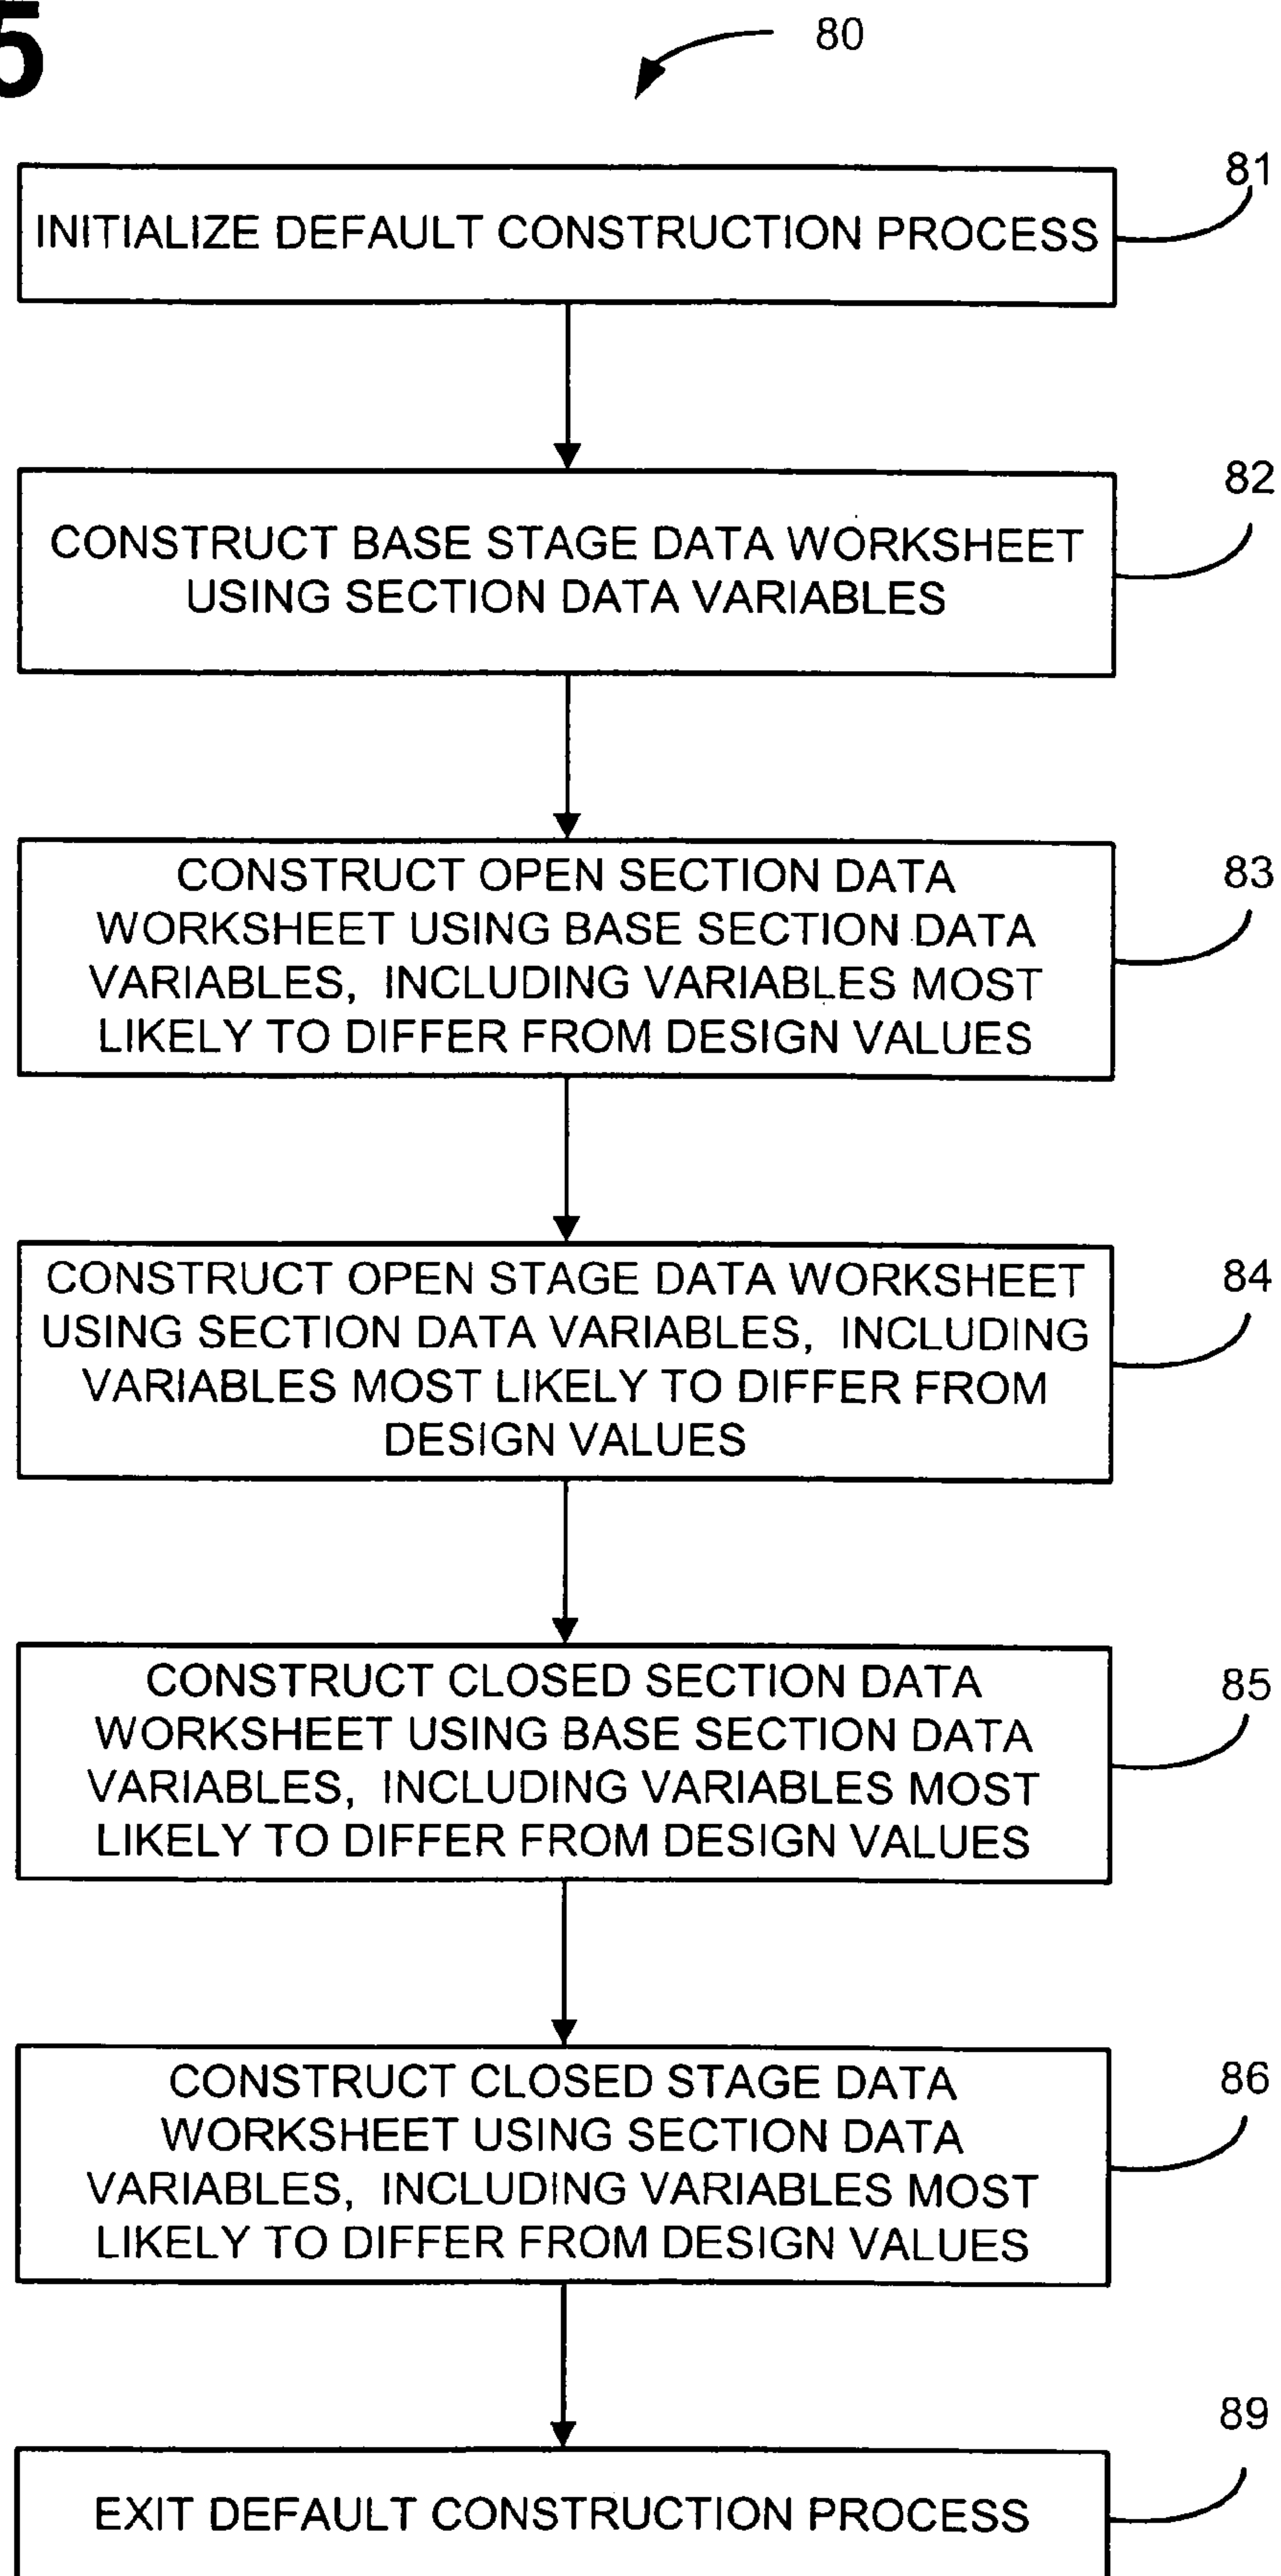 5
80
81
INITIALIZE DEFAULT CONSTRUCTION PROCESS
82
CONSTRUCT BASE STAGE DATA WORKSHEET
USING SECTION DATA VARIABLES
83
CONSTRUCT OPEN SECTION DATA
WORKSHEET USING BASE SECTION DATA
VARIABLES, INCLUDING VARIABLES MOST
LIKELY TO DIFFER FROM DESIGN VALUES
84
CONSTRUCT OPEN STAGE DATA WORKSHEET
USING SECTION DATA VARIABLES, INCLUDING
VARIABLES MOST LIKELY TO DIFFER FROM
DESIGN VALUES
85
CONSTRUCT CLOSED SECTION DATA
WORKSHEET USING BASE SECTION DATA
VARIABLES, INCLUDING VARIABLES MOST
LIKELY TO DIFFER FROM DESIGN VALUES
86
CONSTRUCT CLOSED STAGE DATA
WORKSHEET USING SECTION DATA
VARIABLES, INCLUDING VARIABLES MOST
LIKELY TO DIFFER FROM DESIGN VALUES
89
EXIT DEFAULT CONSTRUCTION PROCESS